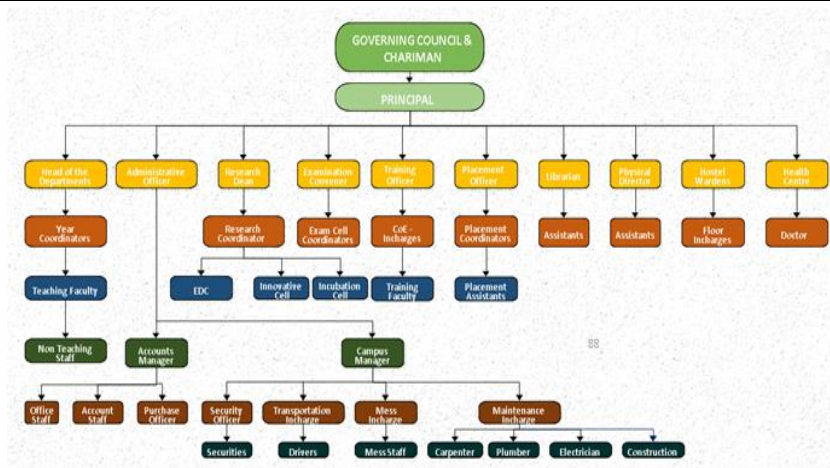 GOVERNING COUNCIL &
CHARIMAN
PRINCIPAL
Head of the
Departments
Administrative
Officer
Research
Dean
Examination
Convener
Training
Officer
Placement
Officer
Librarian
Physical
Director
Hostel
Wardens
Health
Centre
Year
Coordinators
Research
Coordinator
Exam Cell
Coordinators
CoE -
Incharges
Placement
Coordinators
Assistants
Assistants
Floor
Incharges
Doctor
Teaching Faculty
EDC
Innovative
Cell
Incubation
Cell
Training
Faculty
Placement
Assistants
Non Teaching
Staff
Accounts
Manager
Campus
Manager
88
Office
Staff
Account
Staff
Purchase
Officer
Security
Officer
Transportation
Incharge
Mess
Incharge
Maintenance
Incharge
Securities
Drivers
Mess Staff
Carpenter
Plumber
Electrician
Construction